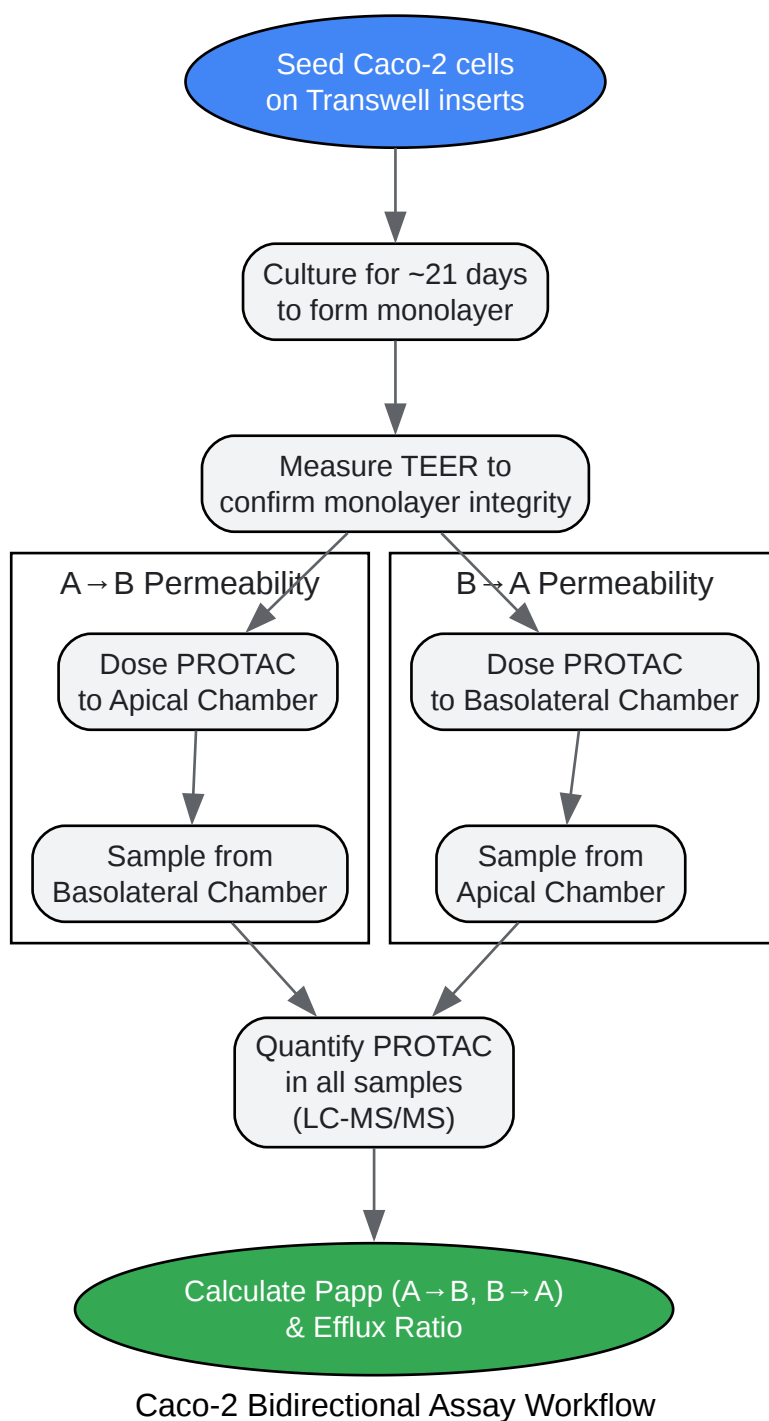 Seed Caco-2 cells
on Transwell inserts
Culture for ~21 days
to form monolayer
Measure TEER to
confirm monolayer integrity
A→B Permeability
Dose PROTAC
to Apical Chamber
Sample from
Basolateral Chamber
B→A Permeability
Dose PROTAC
to Basolateral Chamber
Sample from
Apical Chamber
Quantify PROTAC
in all samples
(LC-MS/MS)
Calculate Papp (A→B, B→A)
& Efflux Ratio
Caco-2 Bidirectional Assay Workflow